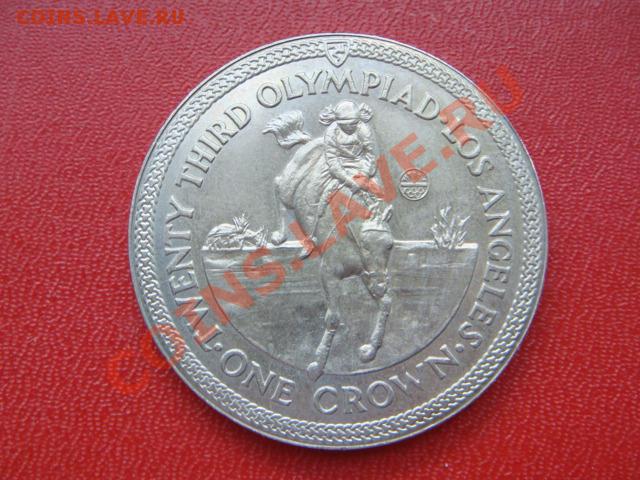 COINS.LAVE.RU
TWENTY THIRD OLYMPIAD LOS ANGELES
·ONE CROWN·
COINS.LAVE.RU